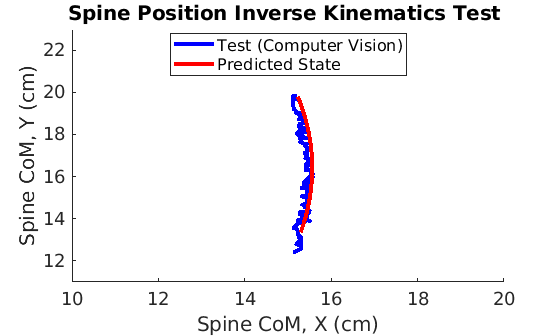 Spine Position Inverse Kinematics Test
Test (Computer Vision)
Predicted State
Spine CoM, Y (cm)
22
20
18
16
14
12
10 12 14 16 18 20
Spine CoM, X (cm)